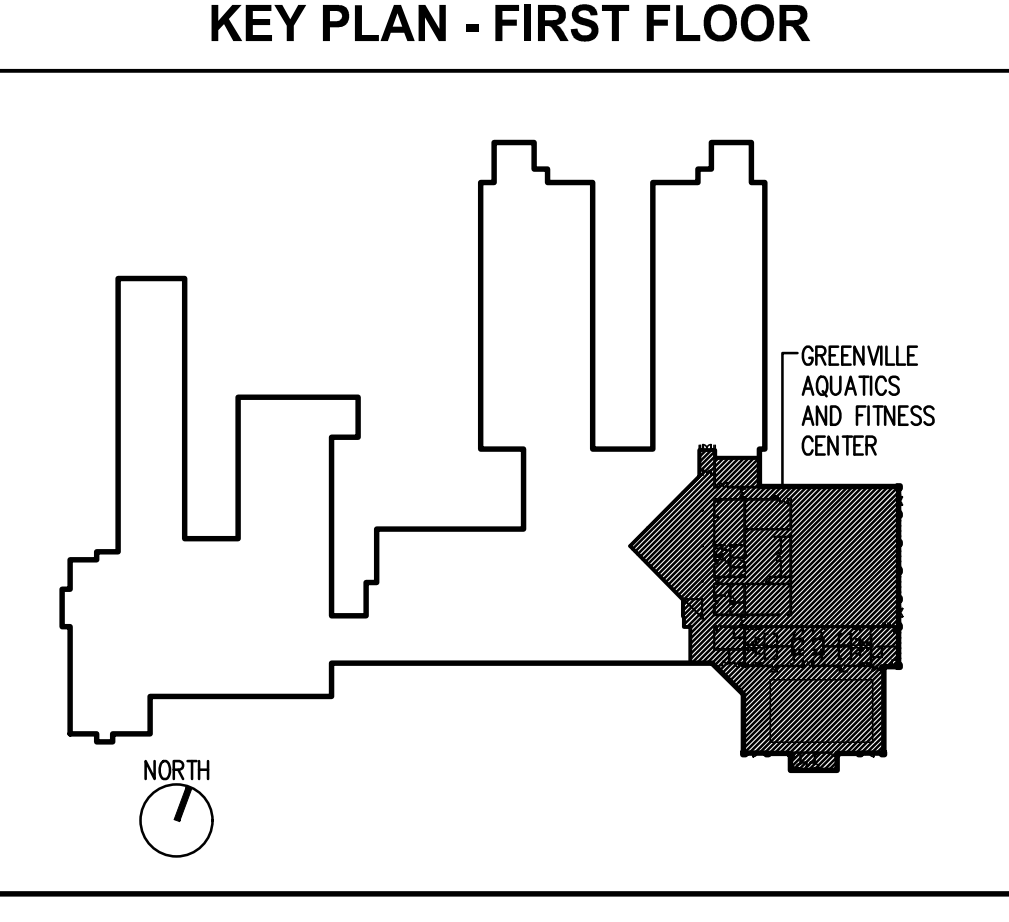 KEY PLAN - FIRST FLOOR
GREENVILLE
AQUATICS
AND FITNESS
CENTER
NORTH